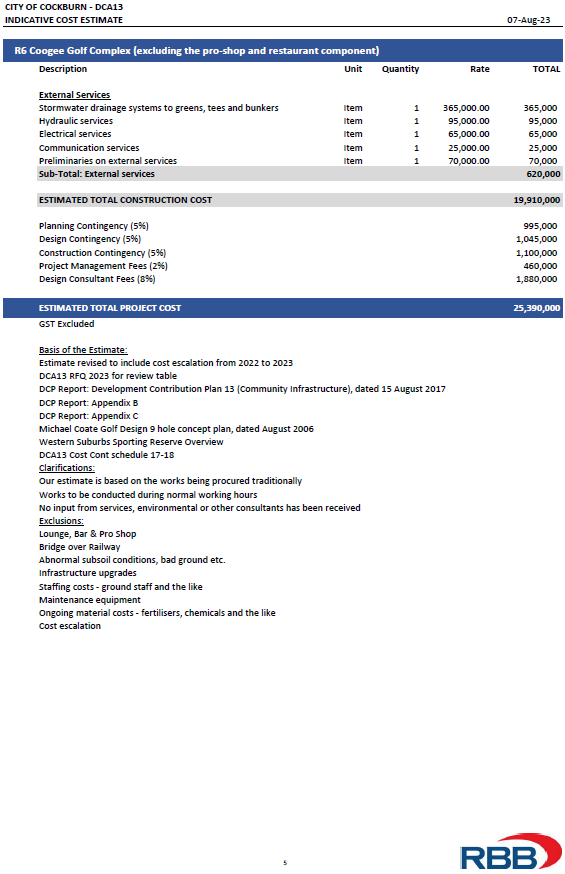 CITY OF COCKBURN - DCA13
INDICATIVE COST ESTIMATE 07-Aug-23
R6 Coogee Golf Complex (excluding the pro-shop and restaurant component)
Description Unit Quantity Rate TOTAL
External Services
Stormwater drainage systems to greens, tees and bunkers Item 1 365,000.00 365,000
Hydraulic services Item 1 95,000.00 95,000
Electrical services Item 1 65,000.00 65,000
Communication services Item 1 25,000.00 25,000
Preliminaries on external services Item 1 70,000.00 70,000
Sub-Total: External services 620,000
ESTIMATED TOTAL CONSTRUCTION COST 19,910,000
Planning Contingency (5%) 995,000
Design Contingency (5%) 1,045,000
Construction Contingency (5%) 1,100,000
Project Management Fees (2%) 460,000
Design Consultant Fees (8%) 1,880,000
ESTIMATED TOTAL PROJECT COST 25,390,000
GST Excluded
Basis of the Estimate:
Estimate revised to include cost escalation from 2022 to 2023
DCA13 RFQ 2023 for review table
DCP Report: Development Contribution Plan 13 (Community Infrastructure), dated 15 August 2017
DCP Report: Appendix B
DCP Report: Appendix C
Michael Coate Golf Design 9 hole concept plan, dated August 2006
Western Suburbs Sporting Reserve Overview
DCA13 Cost Cont schedule 17-18
Clarifications:
Our estimate is based on the works being procured traditionally
Works to be conducted during normal working hours
No input from services, environmental or other consultants has been received
Exclusions:
Lounge, Bar & Pro Shop
Bridge over Railway
Abnormal subsoil conditions, bad ground etc.
Infrastructure upgrades
Staffing costs - ground staff and the like
Maintenance equipment
Ongoing material costs - fertilisers, chemicals and the like
Cost escalation
5
RBB